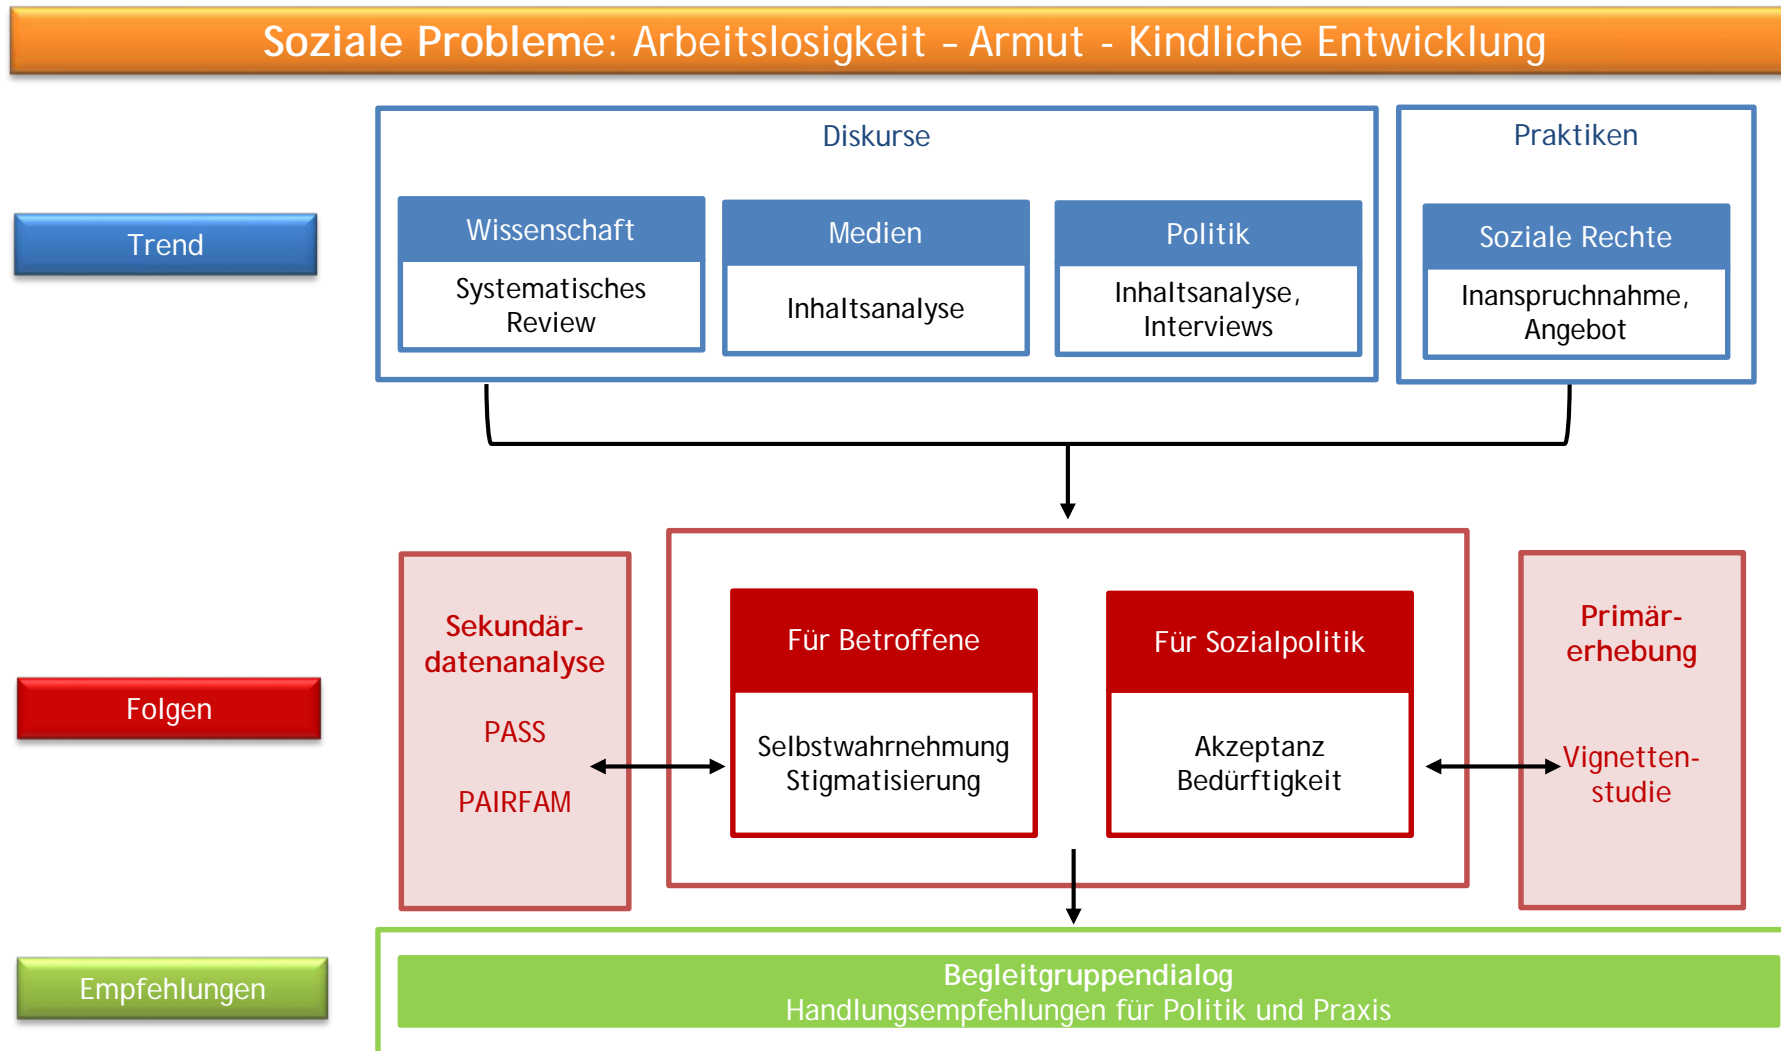 Soziale Probleme: Arbeitslosigkeit – Armut - Kindliche Entwicklung
Diskurse
Praktiken
Trend
Wissenschaft
Systematisches
Review
Medien
Inhaltsanalyse
Politik
Inhaltsanalyse,
Interviews
Soziale Rechte
Inanspruchnahme,
Angebot
Folgen
Sekundär-
datenanalyse
PASS
PAIRFAM
Für Betroffene
Selbstwahrnehmung
Stigmatisierung
Für Sozialpolitik
Akzeptanz
Bedürftigkeit
Primär-
erhebung
Vignetten-
studie
Empfehlungen
Begleitgruppendialog
Handlungsempfehlungen für Politik und Praxis